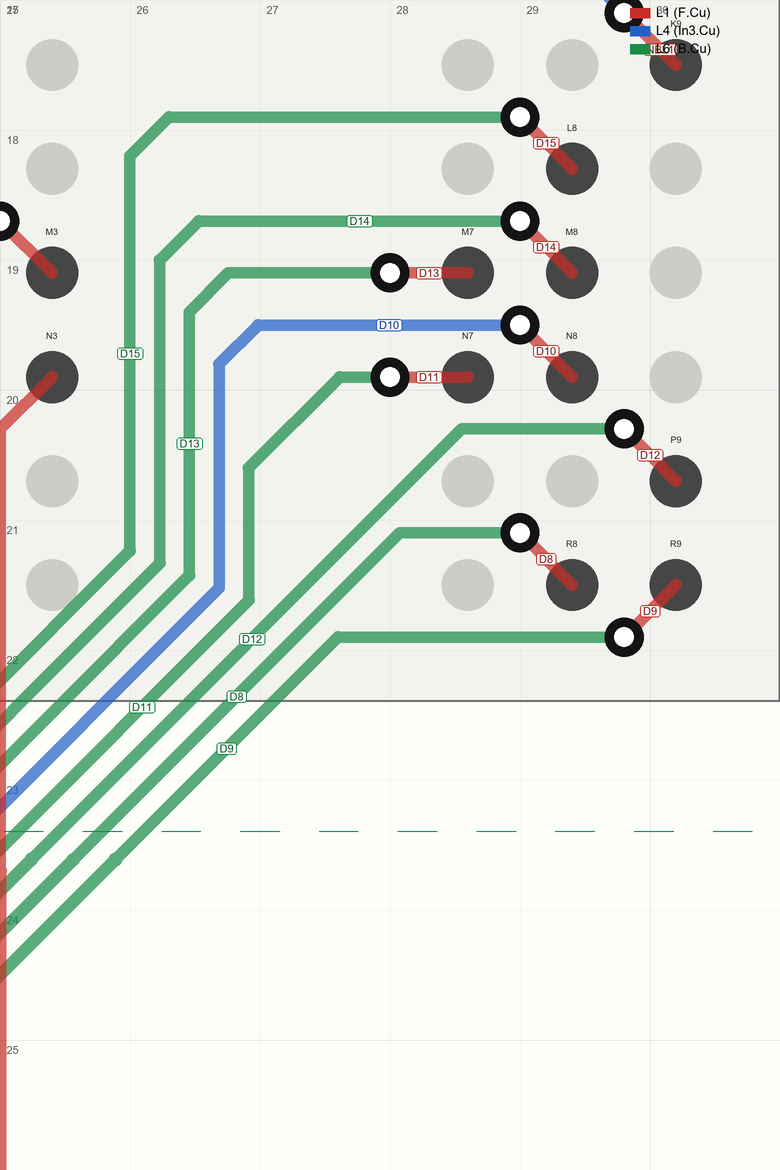 26 27 28 29
L1 (F.Cu)
K9
L4 (In3.Cu)
L6 (B.Cu)
L8
18
D15
M3 M7 M8
D14
D14
19
D13
D10
N3 N7 N8
D15
D10
D11
20
P9
D13
D12
21
R8 R9
D8
D9
D12
22
D8
D11
D9
23
24
25